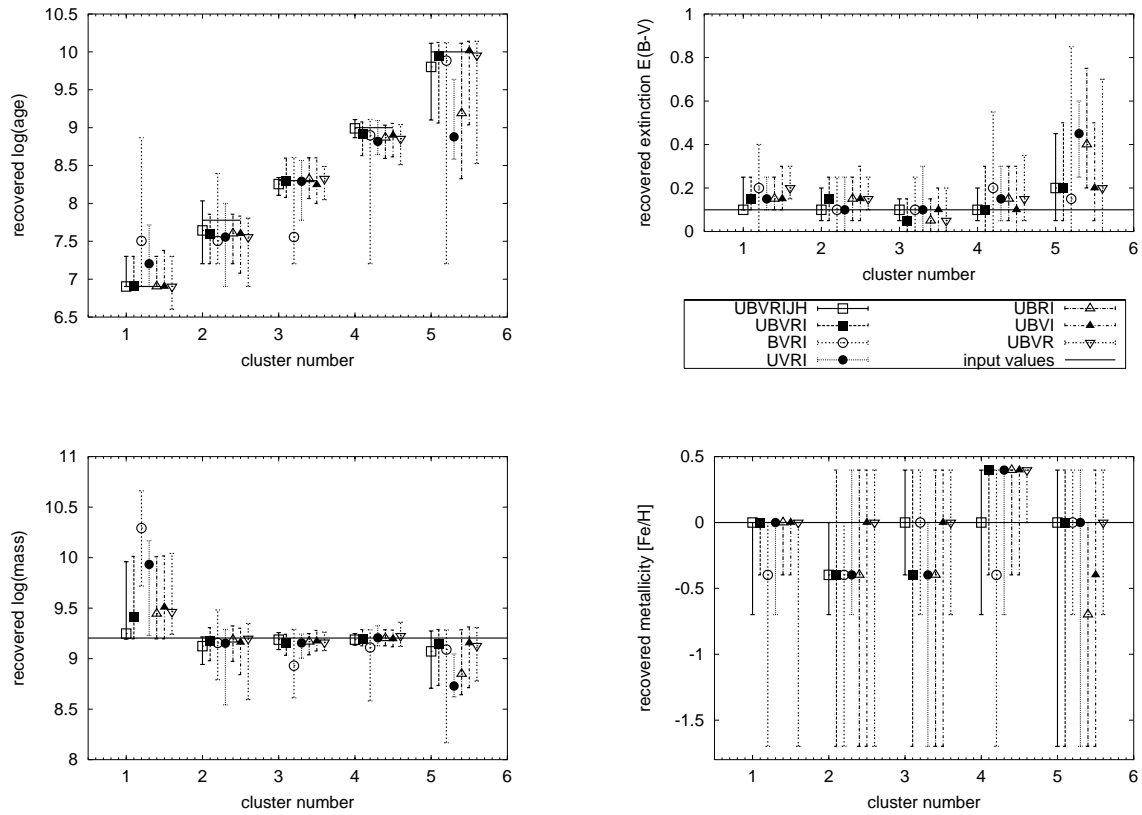 recovered log(age)
10
9.5
9
8.5
8
7.5
7
6.5
1 2 3 4 5 6
cluster number
recovered extinction E(B-V)
1
0.8
0.6
0.4
0.2
0
1 2 3 4 5 6
cluster number
UBVRIJH
UBVRI
BVRI
UVRI
UBRI
UBVI
UBVR
input values
recovered log(mass)
11
10.5
10
9.5
9
8.5
8
1 2 3 4 5 6
cluster number
recovered metallicity [Fe/H]
0.5
0
-0.5
-1
-1.5
1 2 3 4 5 6
cluster number